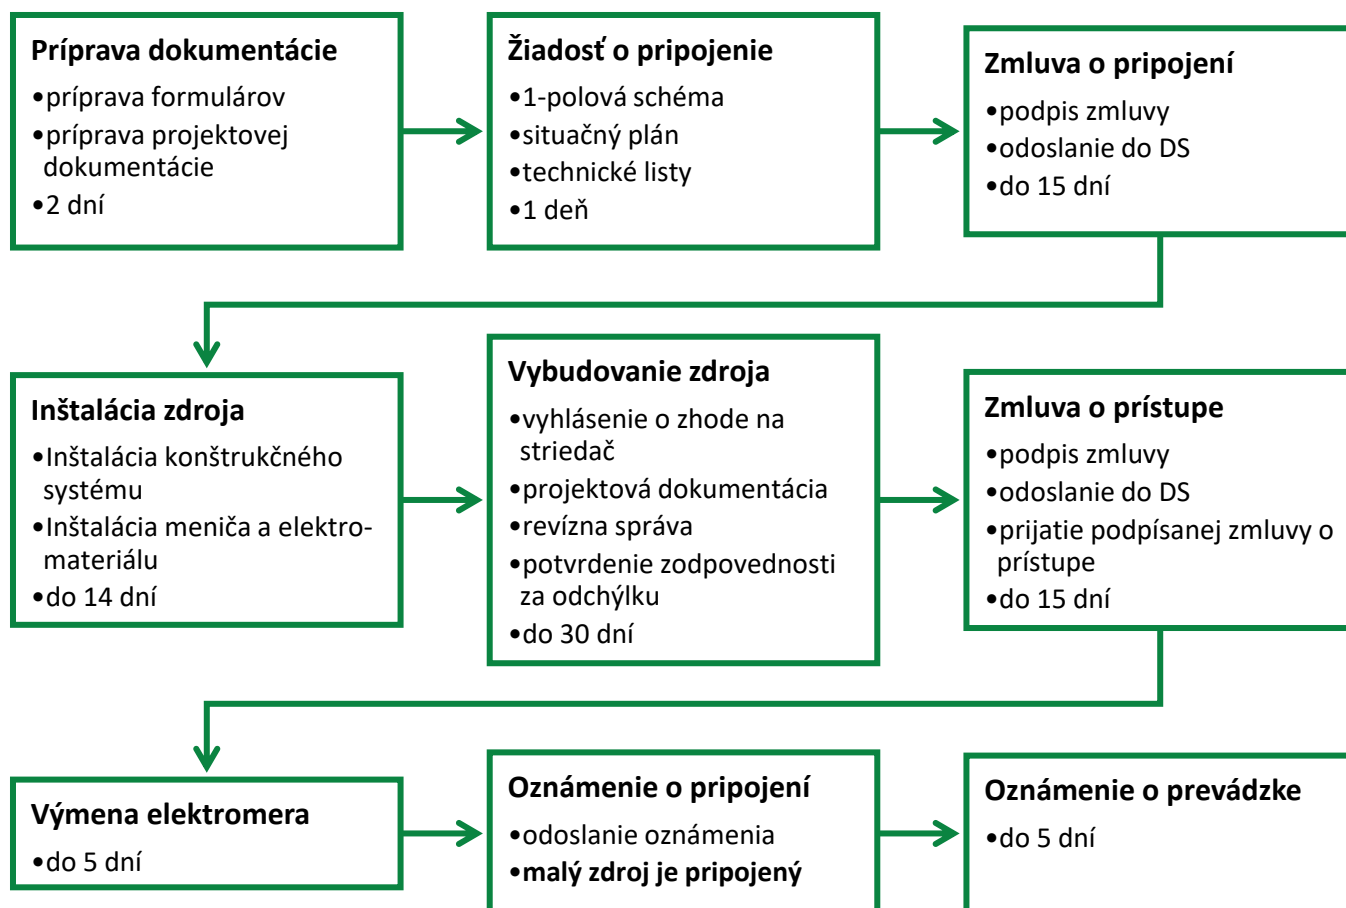 Príprava dokumentácie
•príprava formulárov
•príprava projektovej
dokumentácie
•2 dní
Žiadosť o pripojenie
•1-polová schéma
•situačný plán
•technické listy
•1 deň
Zmluva o pripojení
•podpis zmluvy
•odoslanie do DS
•do 15 dní
Inštalácia zdroja
•Inštalácia konštrukčného
systému
•Inštalácia meniča a elektro-
materiálu
•do 14 dní
Vybudovanie zdroja
•vyhlásenie o zhode na
striedač
•projektová dokumentácia
•revízna správa
•potvrdenie zodpovednosti
za odchýlku
•do 30 dní
Zmluva o prístupe
•podpis zmluvy
•odoslanie do DS
•prijatie podpísanej zmluvy o
prístupe
•do 15 dní
Výmena elektromera
•do 5 dní
Oznámenie o pripojení
•odoslanie oznámenia
•malý zdroj je pripojený
Oznámenie o prevádzke
•do 5 dní